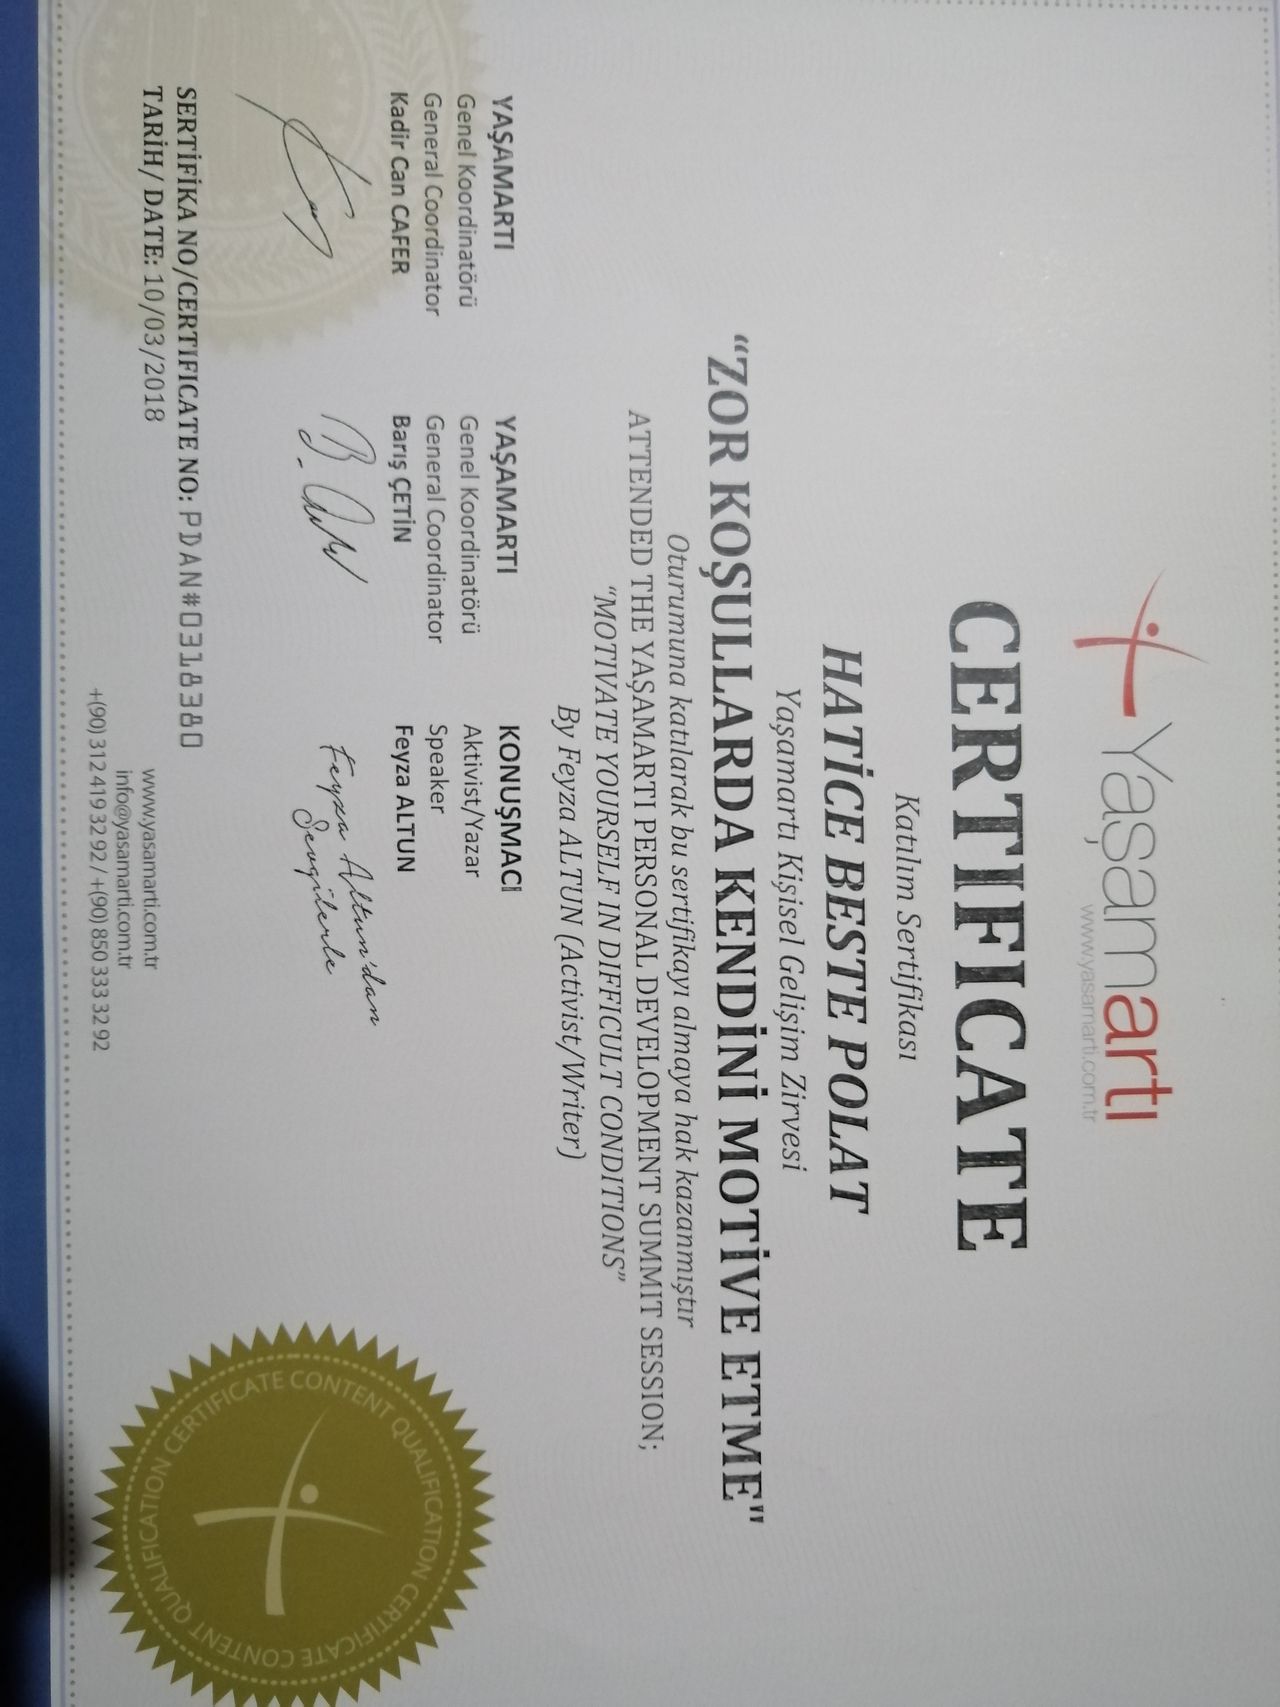 Yaşamartı
www.yasamarti.com.tr
CERTIFICATE
Katılım Sertifikası
HATİCE BESTE POLAT
Yaşamartı Kişisel Gelişim Zirvesi
“ZOR KOŞULLARDA KENDİNİ MOTİVE ETME"
Oturumuna katılarak bu sertifikayı almaya hak kazanmıştır
ATTENDED THE YAŞAMARTI PERSONAL DEVELOPMENT SUMMIT SESSION;
“MOTIVATE YOURSELF IN DIFFICULT CONDITIONS”
By Feyza ALTUN (Activist/Writer)
YAŞAMARTI
Genel Koordinatörü
General Coordinator
Kadir Can CAFER
YAŞAMARTI
Genel Koordinatörü
General Coordinator
Barış ÇETİN
KONUŞMACI
Aktivist/Yazar
Speaker
Feyza ALTUN
Feyza Altun'dan
Sevgilerle
SERTİFİKA NO/CERTIFICATE NO: PDAN#0318380
TARİH/ DATE: 10/03/2018
www.yasamarti.com.tr
info@yasamarti.com.tr
+(90) 312 419 32 92 / +(90) 850 333 32 92
CERTIFICATE CONTENT QUALIFICATION CERTIFICATE CONTENT QUALIFICATION